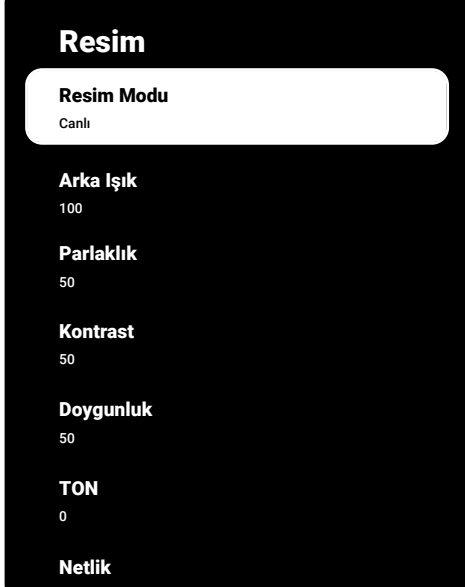 Resim
Resim Modu
Canlı
Arka Işık
100
Parlaklık
50
Kontrast
50
Doygunluk
50
TON
0
Netlik